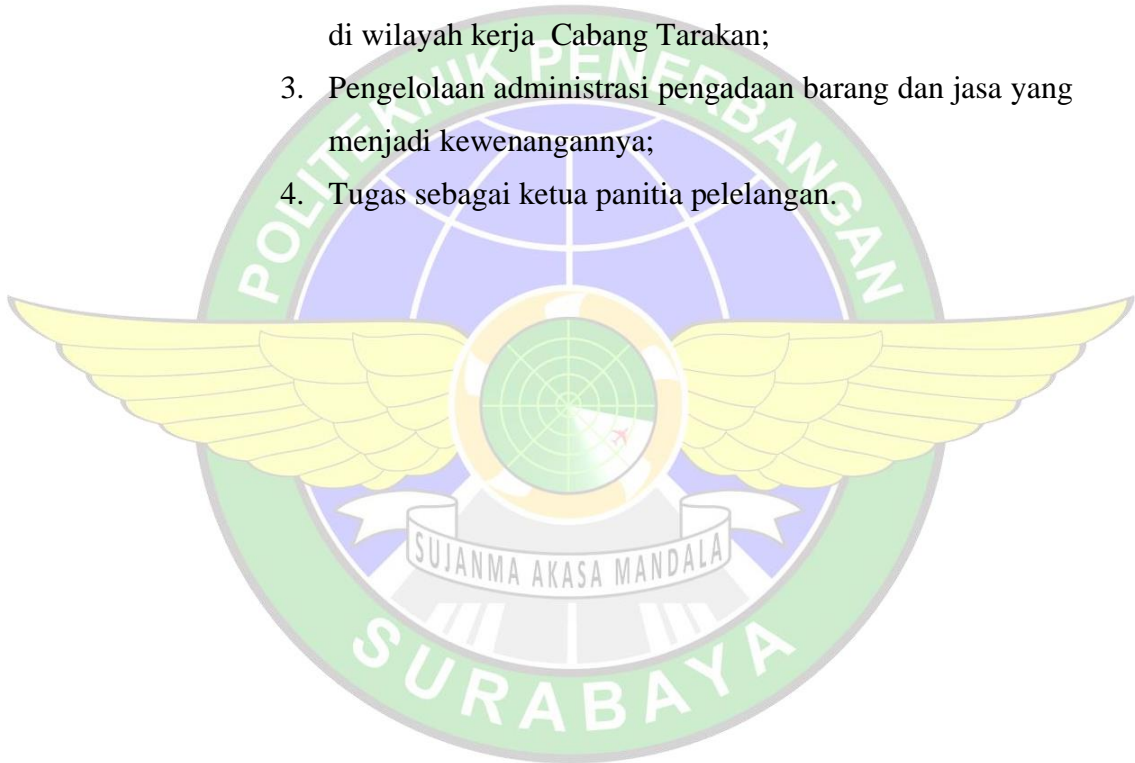 di wilayah kerja Cabang Tarakan;
3. Pengelolaan administrasi pengadaan barang dan jasa yang
menjadi kewenangannya;
4. Tugas sebagai ketua panitia pelelangan.
POLITEKNIK PENERBANGAN
SUJANMA AKASA MANDALA
SURABAYA